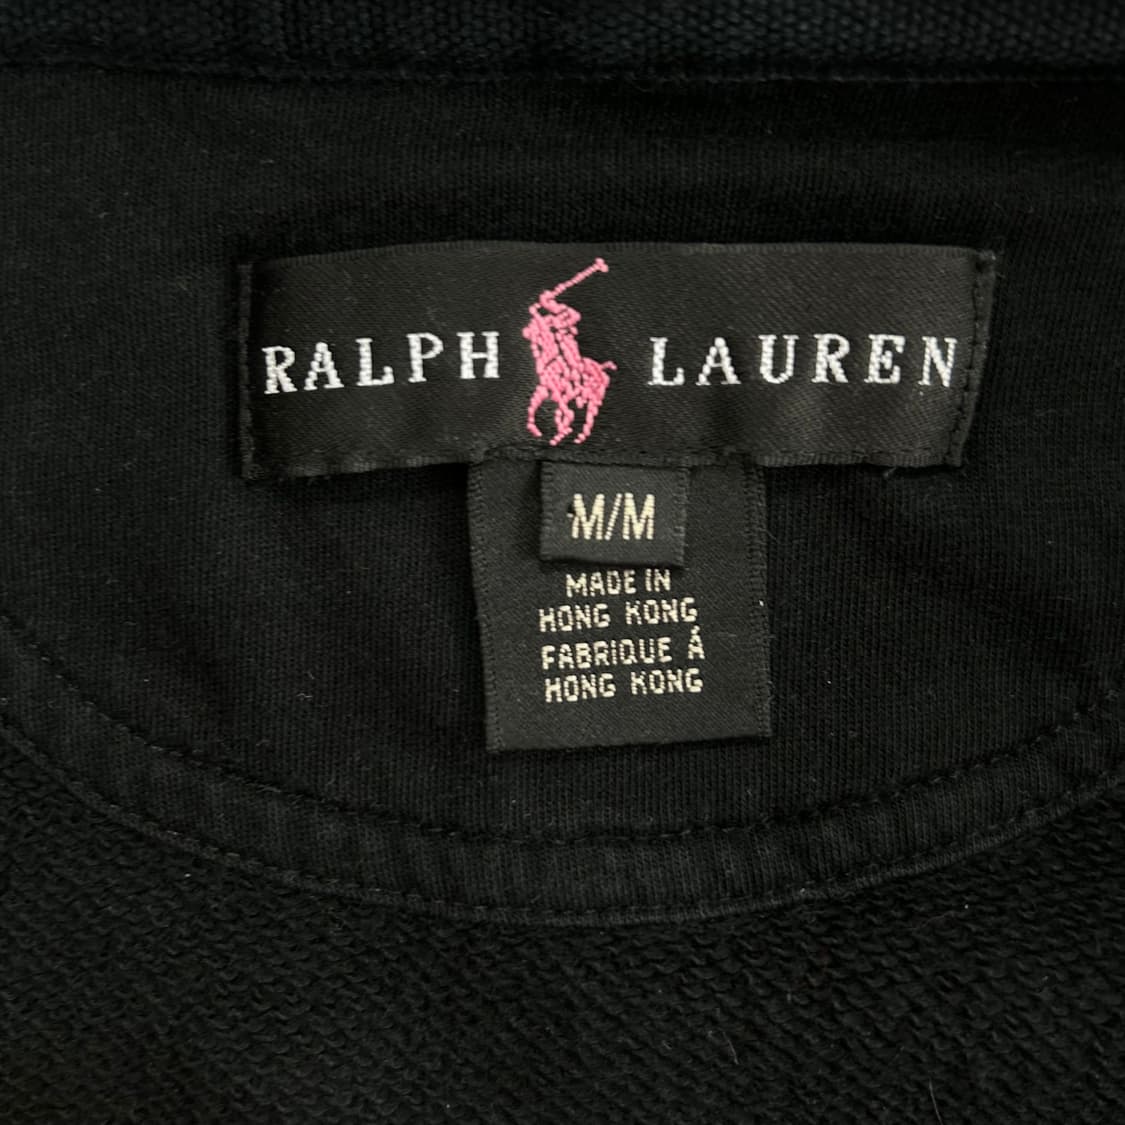 RALPH LAUREN
M/M
MADE IN
HONG KONG
FABRIQUE Á
HONG KONG